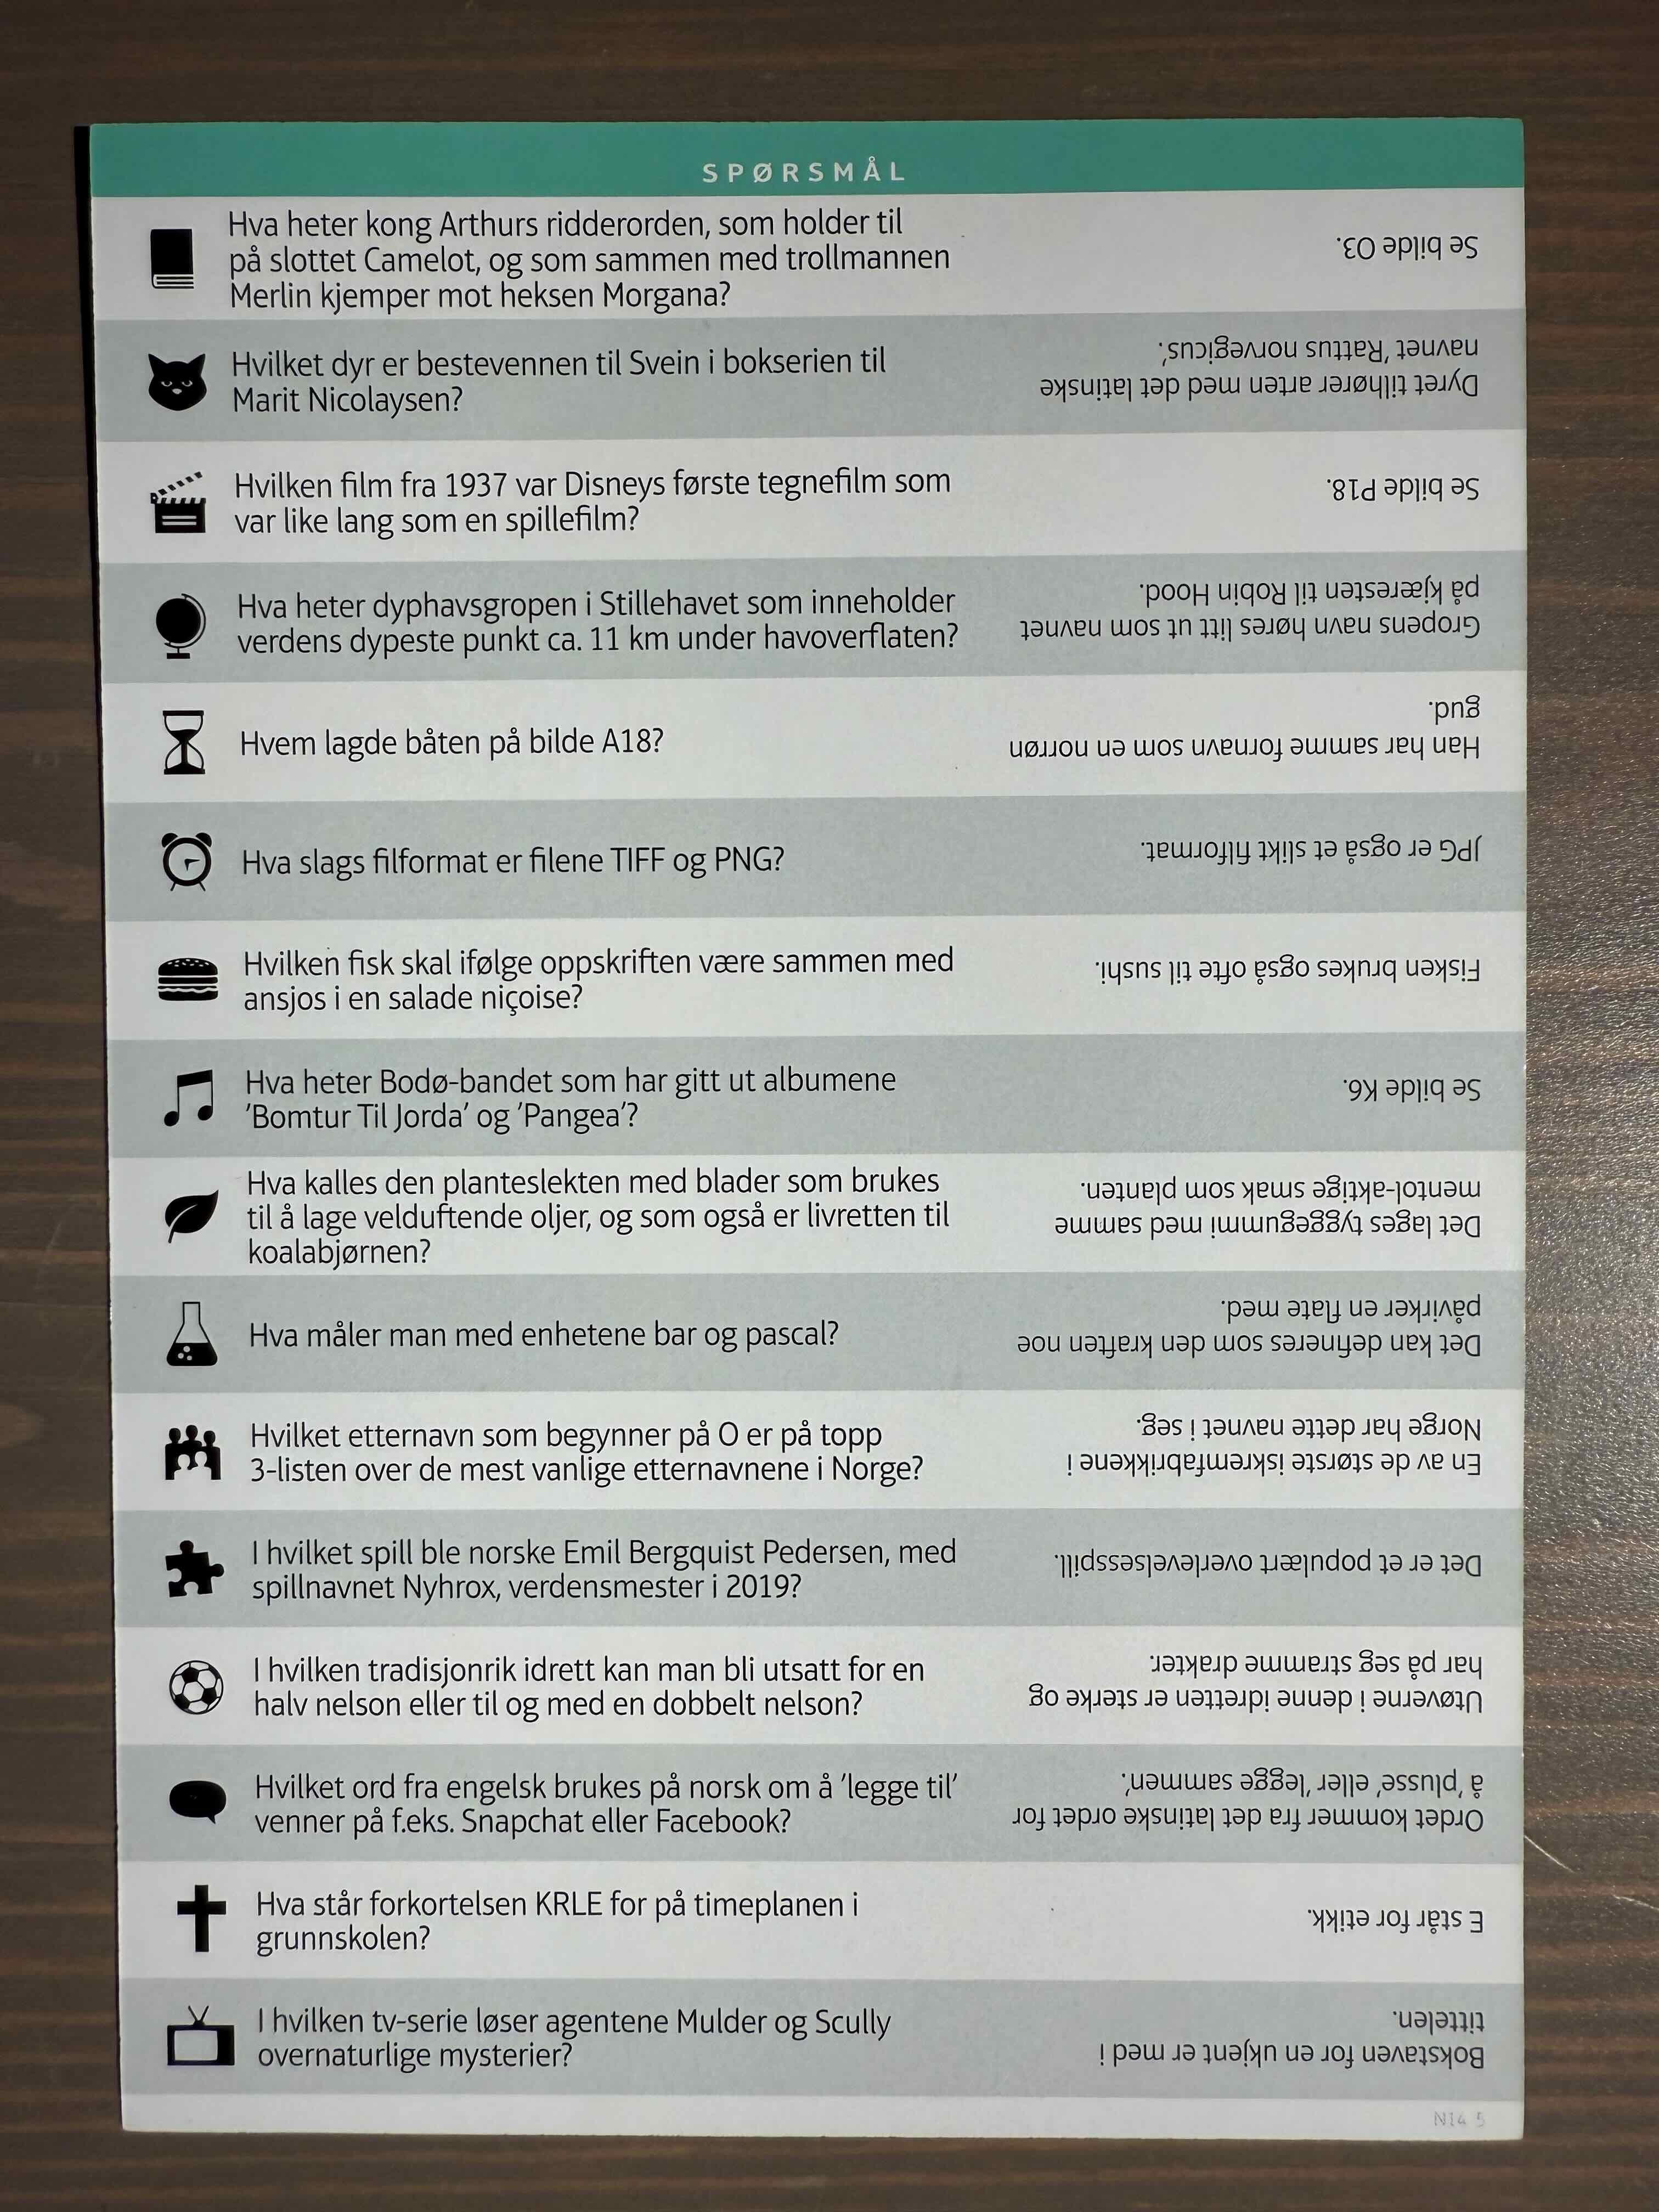 SPØRSMÅL
Hva heter kong Arthurs ridderorden, som holder til
på slottet Camelot, og som sammen med trollmannen
Merlin kjemper mot heksen Morgana?
Se bilde O3.
Hvilket dyr er bestevennen til Svein i bokserien til
Marit Nicolaysen?
Dyret tilhører arten med det latinske
navnet 'Rattus norvegicus'.
Hvilken film fra 1937 var Disneys første tegnefilm som
var like lang som en spillefilm?
Se bilde P18.
Hva heter dyphavsgropen i Stillehavet som inneholder
verdens dypeste punkt ca. 11 km under havoverflaten?
Gropens navn høres litt ut som navnet
på kjæresten til Robin Hood.
Hvem lagde båten på bilde A18?
Han har samme fornavn som en norrøn
gud.
Hva slags filformat er filene TIFF og PNG?
JPG er også et slikt filformat.
Hvilken fisk skal ifølge oppskriften være sammen med
ansjos i en salade niçoise?
Fisken brukes også ofte til sushi.
Hva heter Bodø-bandet som har gitt ut albumene
'Bomtur Til Jorda' og 'Pangea'?
Se bilde K6.
Hva kalles den planteslekten med blader som brukes
til å lage velduftende oljer, og som også er livretten til
koalabjørnen?
Det lages tyggegummi med samme
mentol-aktige smak som planten.
Hva måler man med enhetene bar og pascal?
Det kan defineres som den kraften noe
påvirker en flate med.
Hvilket etternavn som begynner på O er på topp
3-listen over de mest vanlige etternavnene i Norge?
En av de største iskremfabrikkene i
Norge har dette navnet i seg.
I hvilket spill ble norske Emil Bergquist Pedersen, med
spillnavnet Nyhrox, verdensmester i 2019?
Det er et populært overlevelsesspill.
I hvilken tradisjonrik idrett kan man bli utsatt for en
halv nelson eller til og med en dobbelt nelson?
Utøverne i denne idretten er sterke og
har på seg stramme drakter.
Hvilket ord fra engelsk brukes på norsk om å 'legge til'
venner på f.eks. Snapchat eller Facebook?
Ordet kommer fra det latinske ordet for
å 'plusse' eller 'legge sammen'.
Hva står forkortelsen KRLE for på timeplanen i
grunnskolen?
E står for etikk.
I hvilken tv-serie løser agentene Mulder og Scully
overnaturlige mysterier?
Bokstaven for en ukjent er med i
tittelen.
N14 5